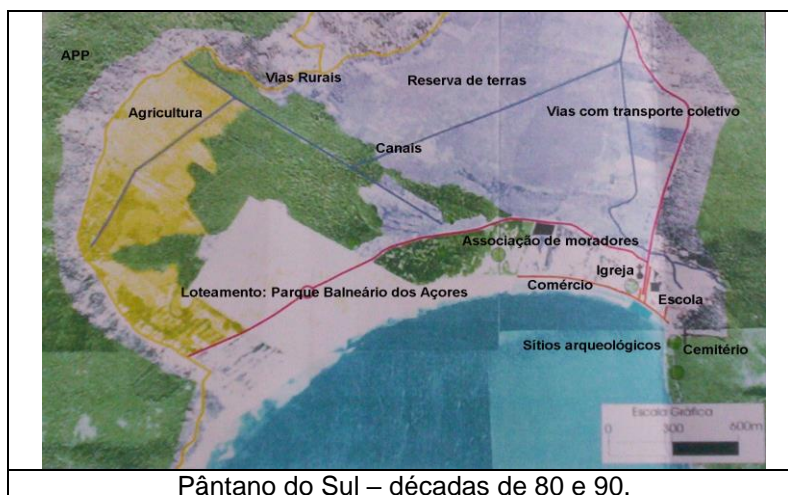 APP
Vias Rurais
Reserva de terras
Agricultura
Vias com transporte coletivo
Canais
Associação de moradores
Igreja
Loteamento: Parque Balneário dos Açores
Comércio
Escola
Sítios arqueológicos
Cemitério
Escala Gráfica
0 300 600m
Pântano do Sul – décadas de 80 e 90.